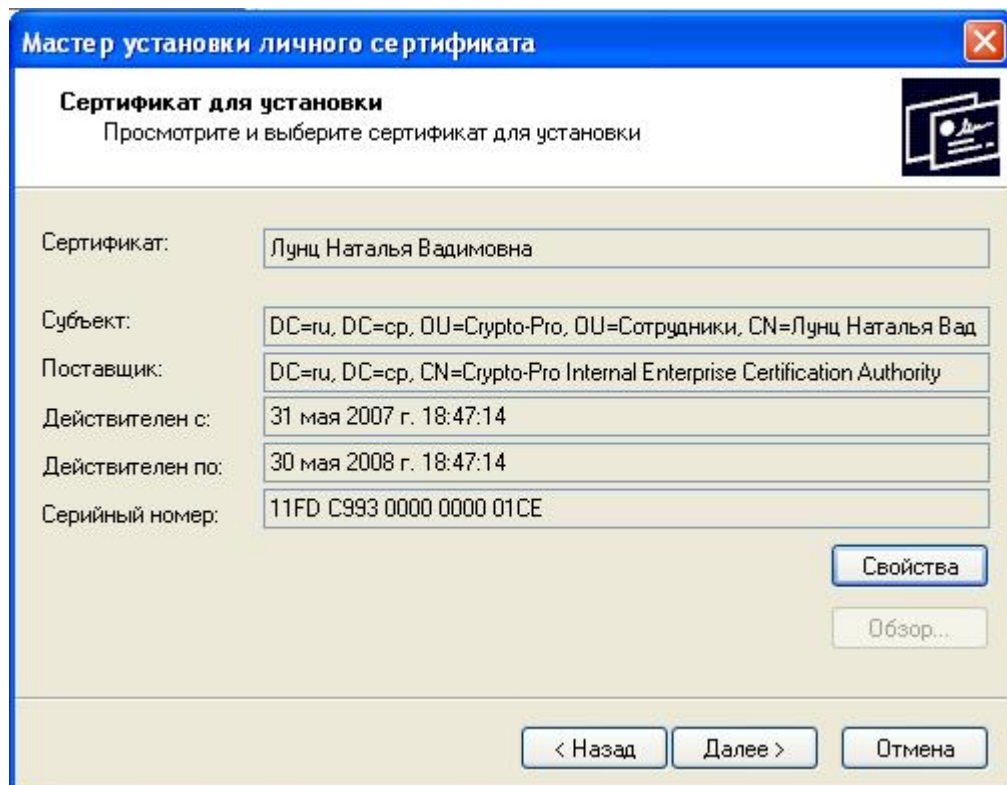 Мастер установки личного сертификата
Сертификат для установки
Просмотрите и выберите сертификат для установки
Сертификат: Лунц Наталья Вадимовна
Субъект: DC=ru, DC=cp, OU=Crypto-Pro, OU=Сотрудники, CN=Лунц Наталья Вад
Поставщик: DC=ru, DC=cp, CN=Crypto-Pro Internal Enterprise Certification Authority
Действителен с: 31 мая 2007 г. 18:47:14
Действителен по: 30 мая 2008 г. 18:47:14
Серийный номер: 11FD C993 0000 0000 01CE
Свойства
Обзор...
< Назад Далее > Отмена